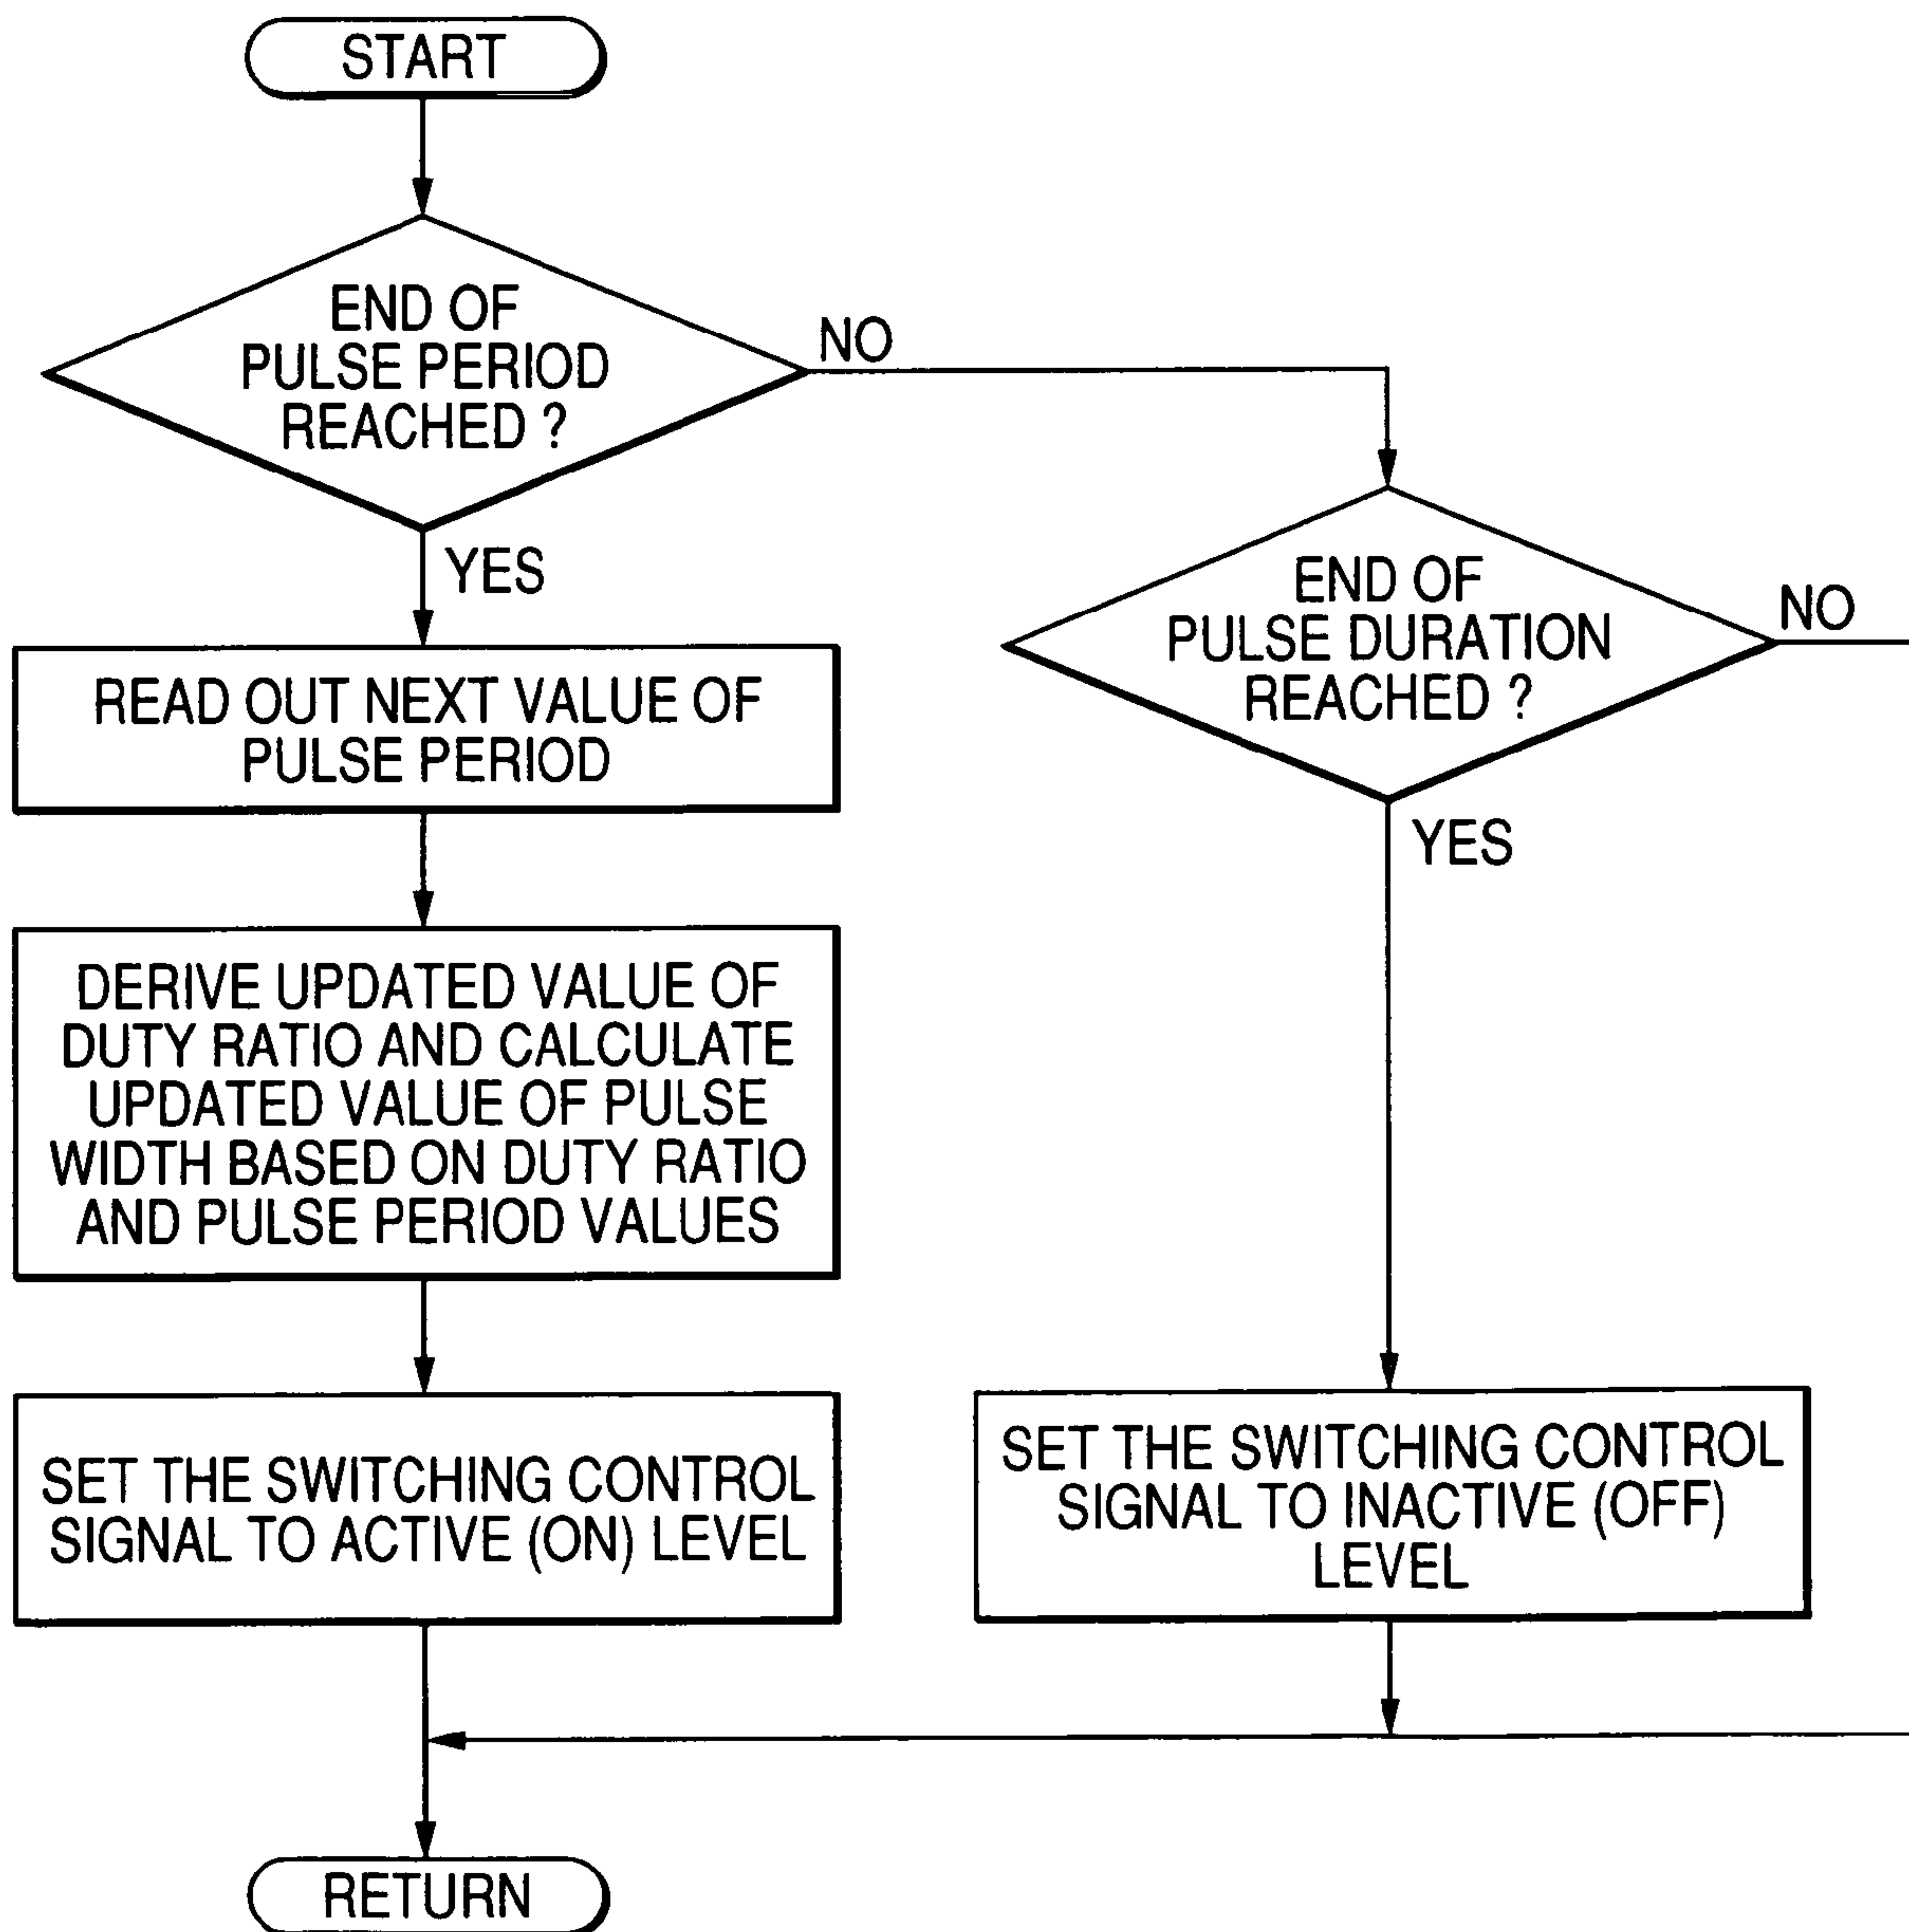 START
END OF
PULSE PERIOD
REACHED ?
NO
YES
END OF
PULSE DURATION
REACHED ?
NO
YES
READ OUT NEXT VALUE OF
PULSE PERIOD
DERIVE UPDATED VALUE OF
DUTY RATIO AND CALCULATE
UPDATED VALUE OF PULSE
WIDTH BASED ON DUTY RATIO
AND PULSE PERIOD VALUES
SET THE SWITCHING CONTROL
SIGNAL TO ACTIVE (ON) LEVEL
SET THE SWITCHING CONTROL
SIGNAL TO INACTIVE (OFF)
LEVEL
RETURN